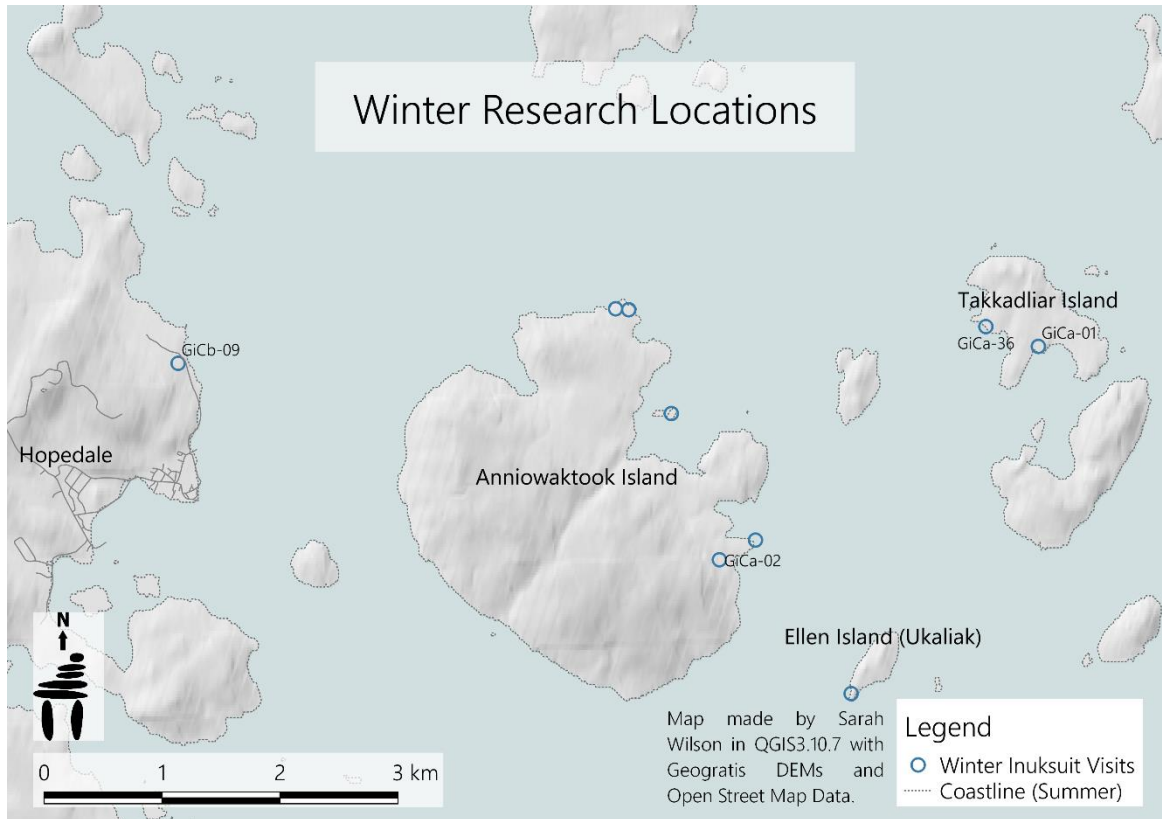 Winter Research Locations
Takkadliar Island
GiCa-36
GiCa-01
GiCb-09
Hopedale
Anniowaktook Island
GiCa-02
Ellen Island (Ukaliak)
N
0 1 2 3 km
Map made by Sarah
Wilson in QGIS3.10.7 with
Geogratis DEMs and
Open Street Map Data.
Legend
Winter Inuksuit Visits
Coastline (Summer)